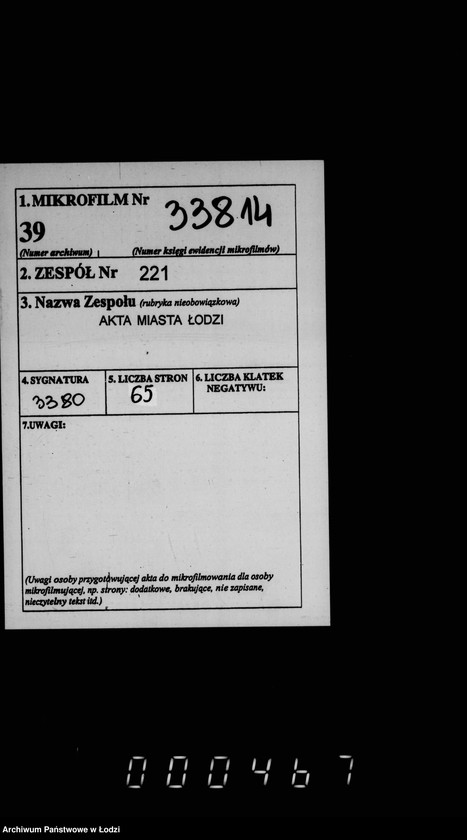 1. MIKROFILM Nr 33814
39
(Numer archiwum) (Numer księgi ewidencji mikrofilmów)
2. ZESPÓŁ Nr 221
3. Nazwa Zespołu (rubryka nieobowiązkowa)
AKTA MIASTA ŁODZI
4. SYGNATURA 5. LICZBA STRON 6. LICZBA KLATEK
NEGATYWU:
3380 65
7. UWAGI:
(Uwagi osoby przygotowującej akta do mikrofilmowania dla osoby
mikrofilmującej, np. strony: dodatkowe, brakujące, nie zapisane,
nieczytelny tekst itd.)
000467
Archiwum Państwowe w Łodzi